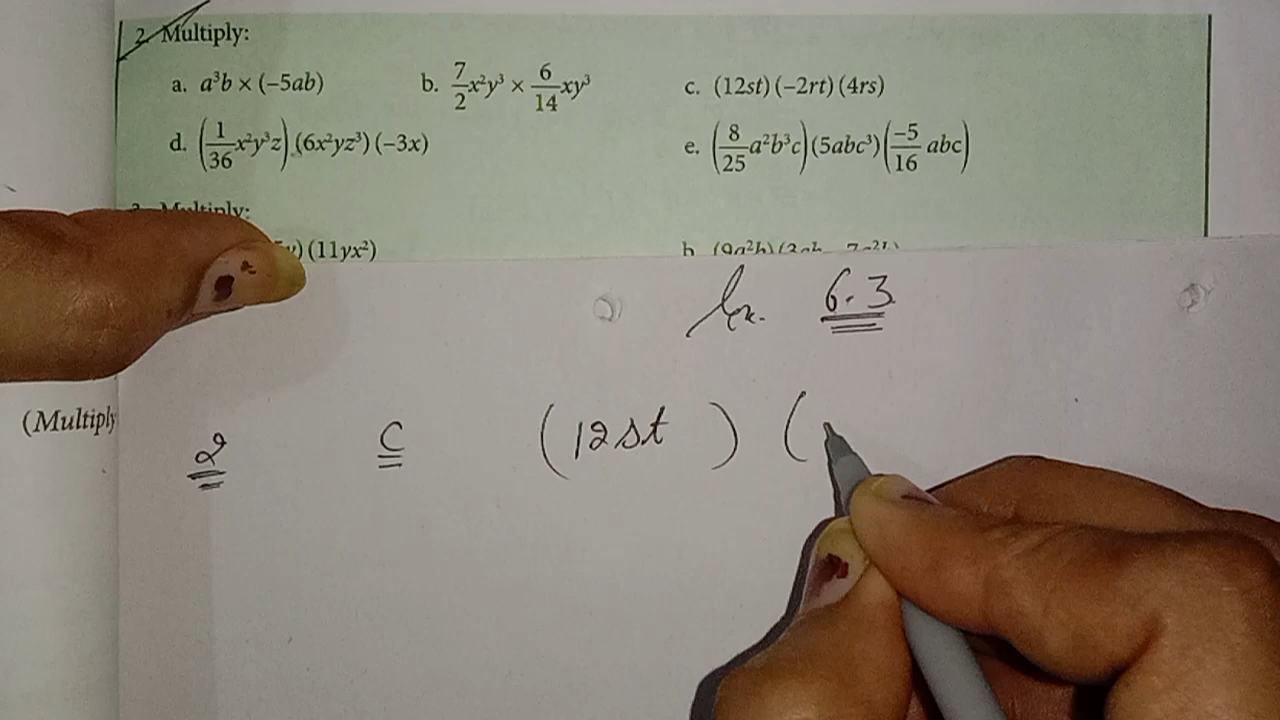 2. Multiply:
a. a³b × (−5ab) b. 7/2 x²y³ × 6/14 xy³ c. (12st) (−2rt) (4rs)
d. (1/36 x²y³z) (6x²yz³) (−3x) e. (8/25 a²b³c) (5abc³) (−5/16 abc)
Multiply:
) (11yx²)
Ex. 6.3
(Multiply
2 c (12st ) (